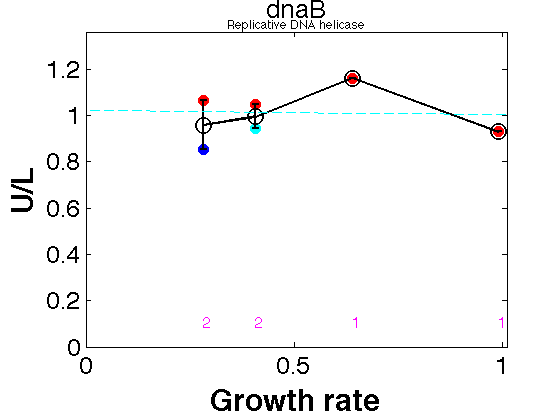 dnaB
Replicative DNA helicase
1.2
1
0.8
0.6
0.4
0.2
0
U/L
2 2 1 1
0 0.5 1
Growth rate